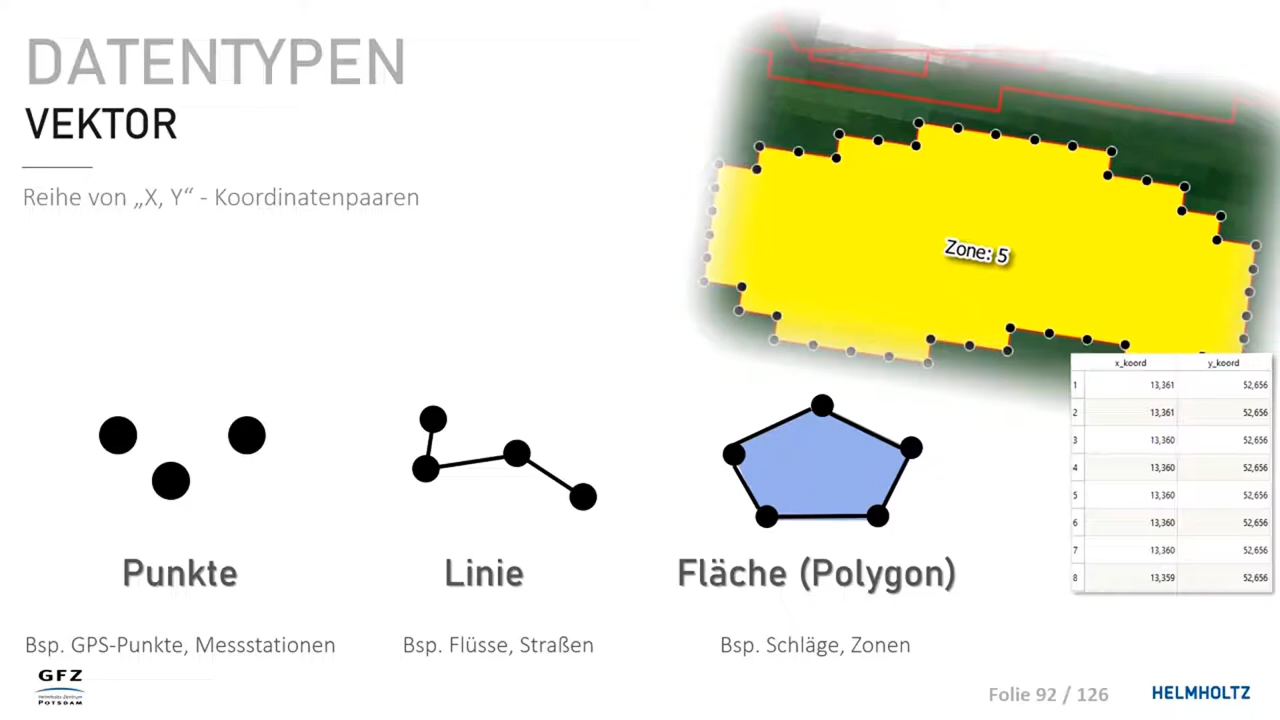 DATENTYPEN
VEKTOR
Reihe von „X, Y“ - Koordinatenpaaren
Zone: 5
x_koord y_koord
1 13,361 52,656
2 13,361 52,656
3 13,360 52,656
4 13,360 52,656
5 13,360 52,656
6 13,360 52,656
7 13,360 52,656
8 13,359 52,656
Punkte
Linie
Fläche (Polygon)
Bsp. GPS-Punkte, Messstationen
Bsp. Flüsse, Straßen
Bsp. Schläge, Zonen
GFZ
Helmholtz-Zentrum
POTSDAM
Folie 92 / 126
HELMHOLTZ